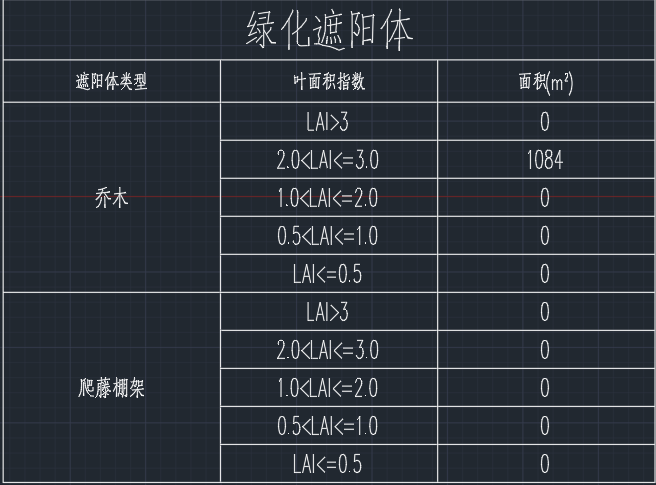 绿化遮阳体
遮阳体类型 叶面积指数 面积(m²)
乔木
LAI>3 0
2.0<LAI<=3.0 1084
1.0<LAI<=2.0 0
0.5<LAI<=1.0 0
LAI<=0.5 0
爬藤棚架
LAI>3 0
2.0<LAI<=3.0 0
1.0<LAI<=2.0 0
0.5<LAI<=1.0 0
LAI<=0.5 0